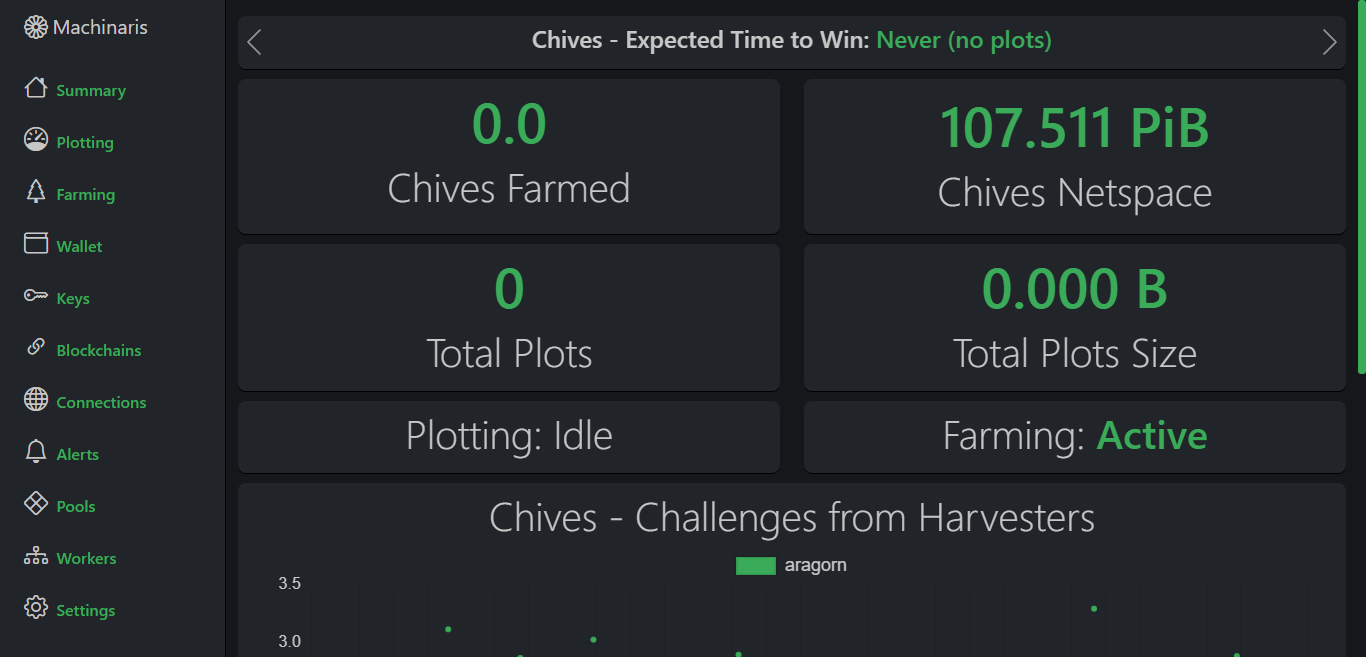 Machinaris
Summary
Plotting
Farming
Wallet
Keys
Blockchains
Connections
Alerts
Pools
Workers
Settings
Chives - Expected Time to Win: Never (no plots)
0.0
Chives Farmed
107.511 PiB
Chives Netspace
0
Total Plots
0.000 B
Total Plots Size
Plotting: Idle
Farming: Active
Chives - Challenges from Harvesters
aragorn
3.5
3.0